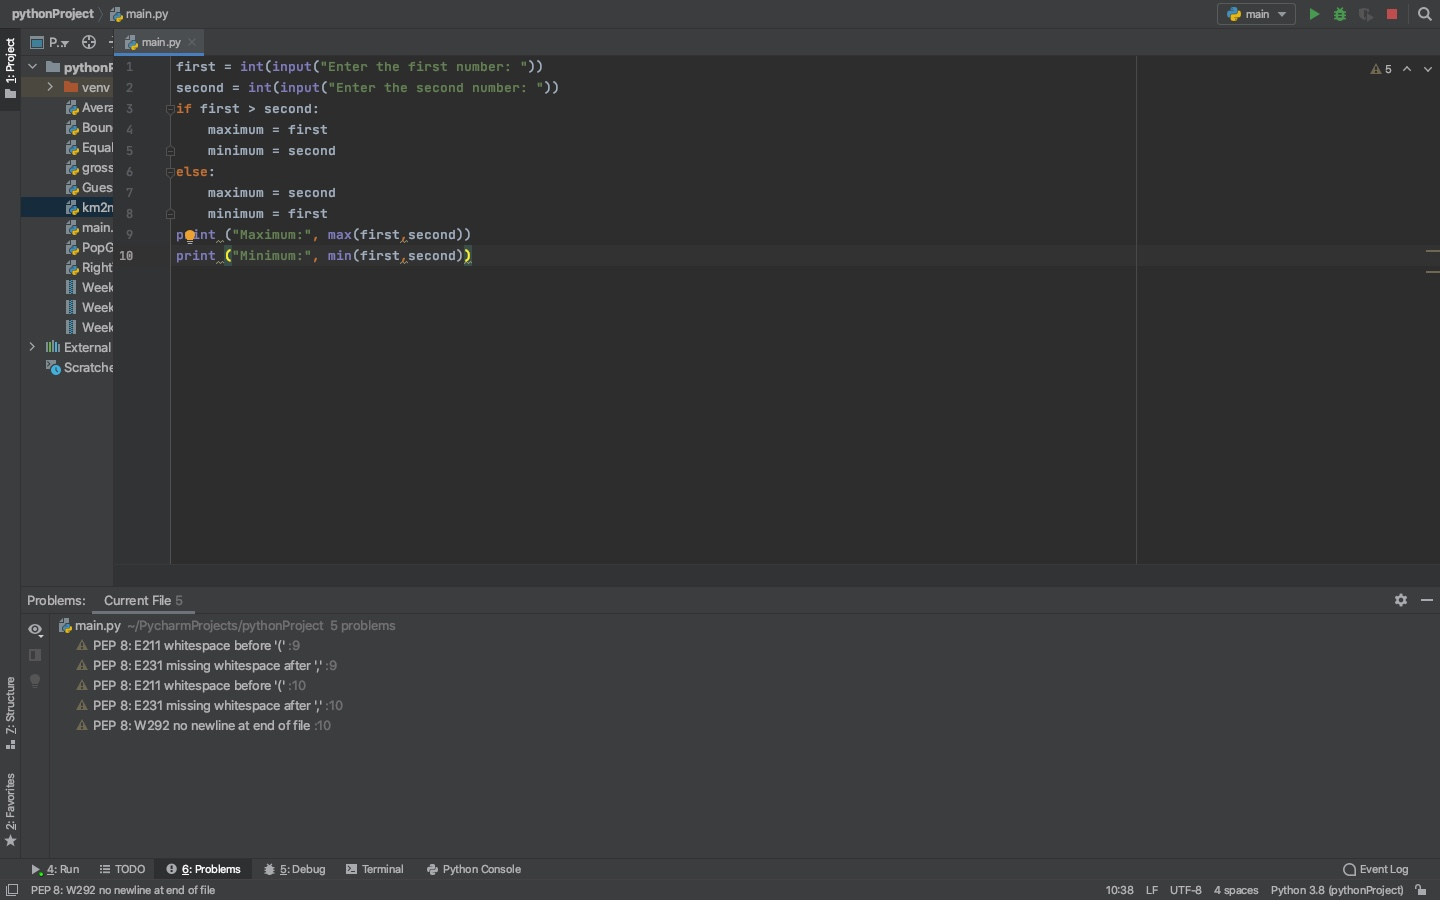 pythonProject
main.py
main
1: Project
P..
main.py
pythonP
venv
Avera
Boun
Equal
gross
Gues
km2n
main.
PopG
Right
Week
Week
Week
External
Scratche
1 first = int(input("Enter the first number: "))
2 second = int(input("Enter the second number: "))
3 if first > second:
4 maximum = first
5 minimum = second
6 else:
7 maximum = second
8 minimum = first
9 print ("Maximum:", max(first,second))
10 print ("Minimum:", min(first,second))
5
Problems: Current File 5
main.py ~/PycharmProjects/pythonProject 5 problems
PEP 8: E211 whitespace before '(' :9
PEP 8: E231 missing whitespace after ',' :9
PEP 8: E211 whitespace before '(' :10
PEP 8: E231 missing whitespace after ',' :10
PEP 8: W292 no newline at end of file :10
Z: Structure
2: Favorites
4: Run TODO 6: Problems 5: Debug Terminal Python Console Event Log
PEP 8: W292 no newline at end of file 10:38 LF UTF-8 4 spaces Python 3.8 (pythonProject)